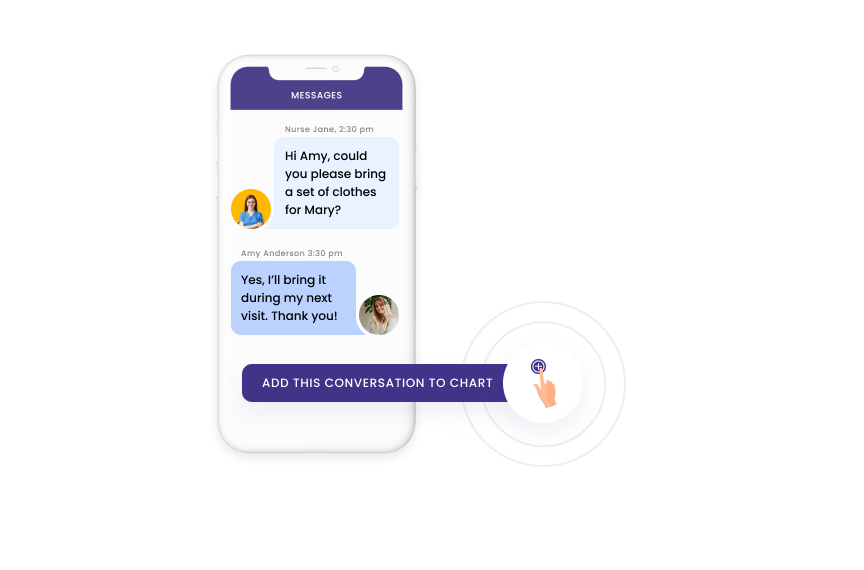 MESSAGES
Nurse Jane, 2:30 pm
Hi Amy, could
you please bring
a set of clothes
for Mary?
Amy Anderson 3:30 pm
Yes, I’ll bring it
during my next
visit. Thank you!
ADD THIS CONVERSATION TO CHART